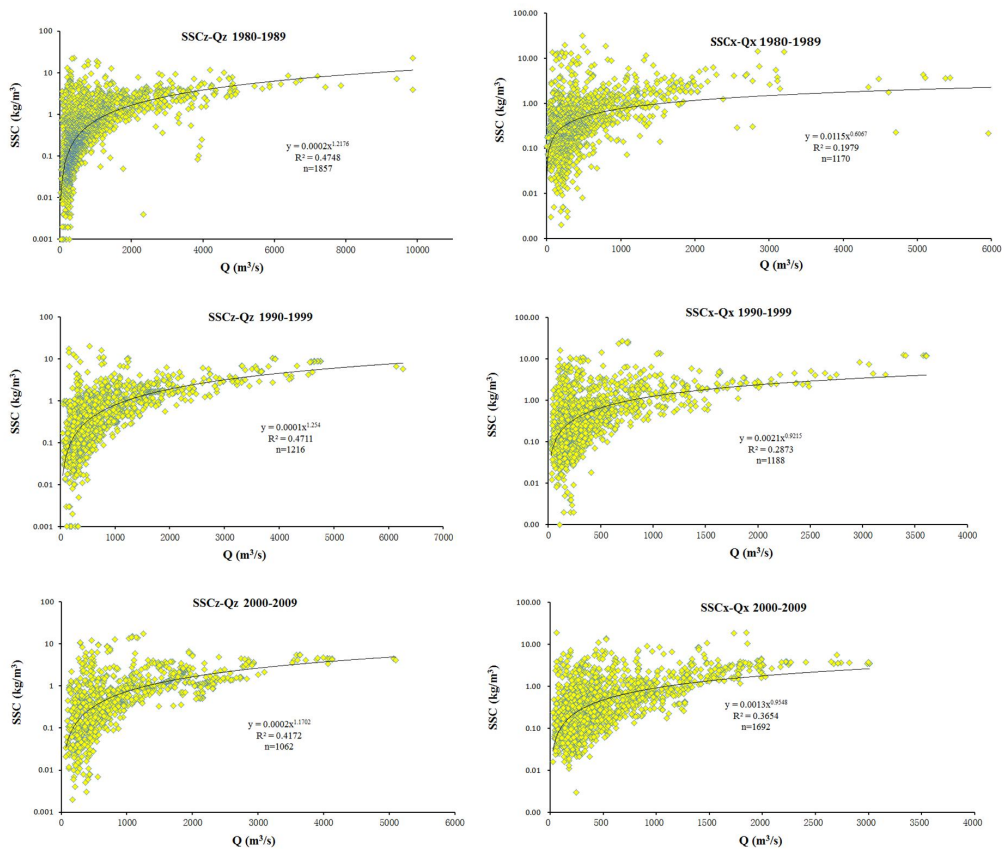 SSCz-Qz 1980-1989
SSC (kg/m³)
100
10
1
0.1
0.01
0.001
y = 0.0002x^1.2176
R² = 0.4748
n=1857
0 2000 4000 6000 8000 10000
Q (m³/s)
SSCx-Qx 1980-1989
SSC (kg/m³)
100.00
10.00
1.00
0.10
0.01
0.00
y = 0.0115x^0.6067
R² = 0.1979
n=1170
0 1000 2000 3000 4000 5000 6000
Q (m³/s)
SSCz-Qz 1990-1999
SSC (kg/m³)
100
10
1
0.1
0.01
0.001
y = 0.0001x^1.254
R² = 0.4711
n=1216
0 1000 2000 3000 4000 5000 6000 7000
Q (m³/s)
SSCx-Qx 1990-1999
SSC (kg/m³)
100.00
10.00
1.00
0.10
0.01
0.00
y = 0.0021x^0.9215
R² = 0.2873
n=1188
0 500 1000 1500 2000 2500 3000 3500 4000
Q (m³/s)
SSCz-Qz 2000-2009
SSC (kg/m³)
100
10
1
0.1
0.01
0.001
y = 0.0002x^1.1702
R² = 0.4172
n=1062
0 1000 2000 3000 4000 5000 6000
Q (m³/s)
SSCx-Qx 2000-2009
SSC (kg/m³)
100.00
10.00
1.00
0.10
0.01
0.00
y = 0.0013x^0.9548
R² = 0.3654
n=1692
0 500 1000 1500 2000 2500 3000 3500 4000
Q (m³/s)